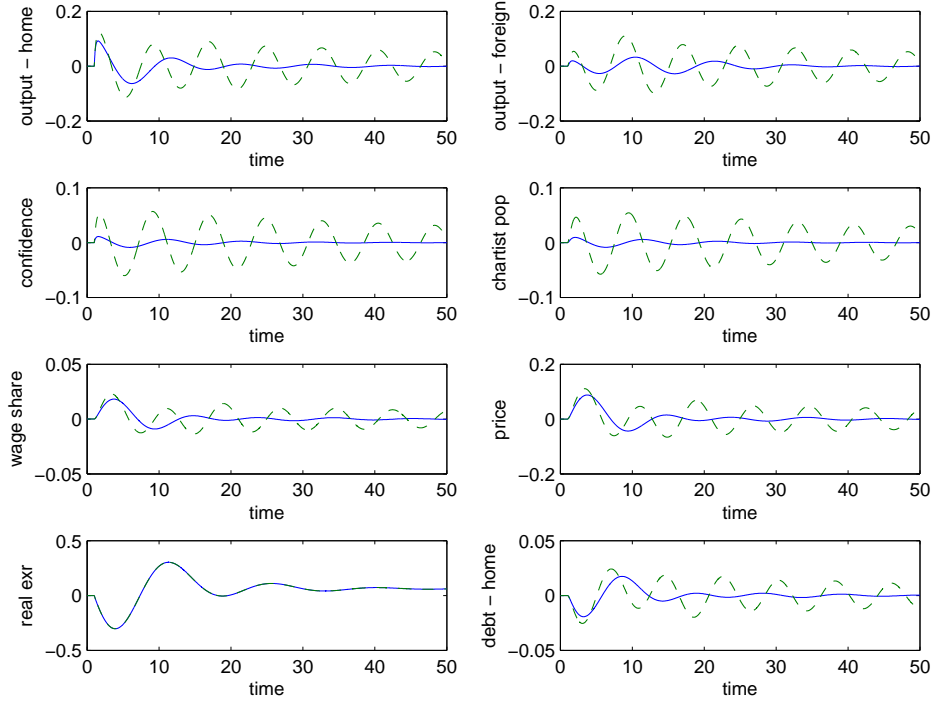 output − home
0.2
0
−0.2
0 10 20 30 40 50
time
output − foreign
0.2
0
−0.2
0 10 20 30 40 50
time
confidence
0.1
0
−0.1
0 10 20 30 40 50
time
chartist pop
0.1
0
−0.1
0 10 20 30 40 50
time
wage share
0.05
0
−0.05
0 10 20 30 40 50
time
price
0.2
0
−0.2
0 10 20 30 40 50
time
real exr
0.5
0
−0.5
0 10 20 30 40 50
time
debt − home
0.05
0
−0.05
0 10 20 30 40 50
time